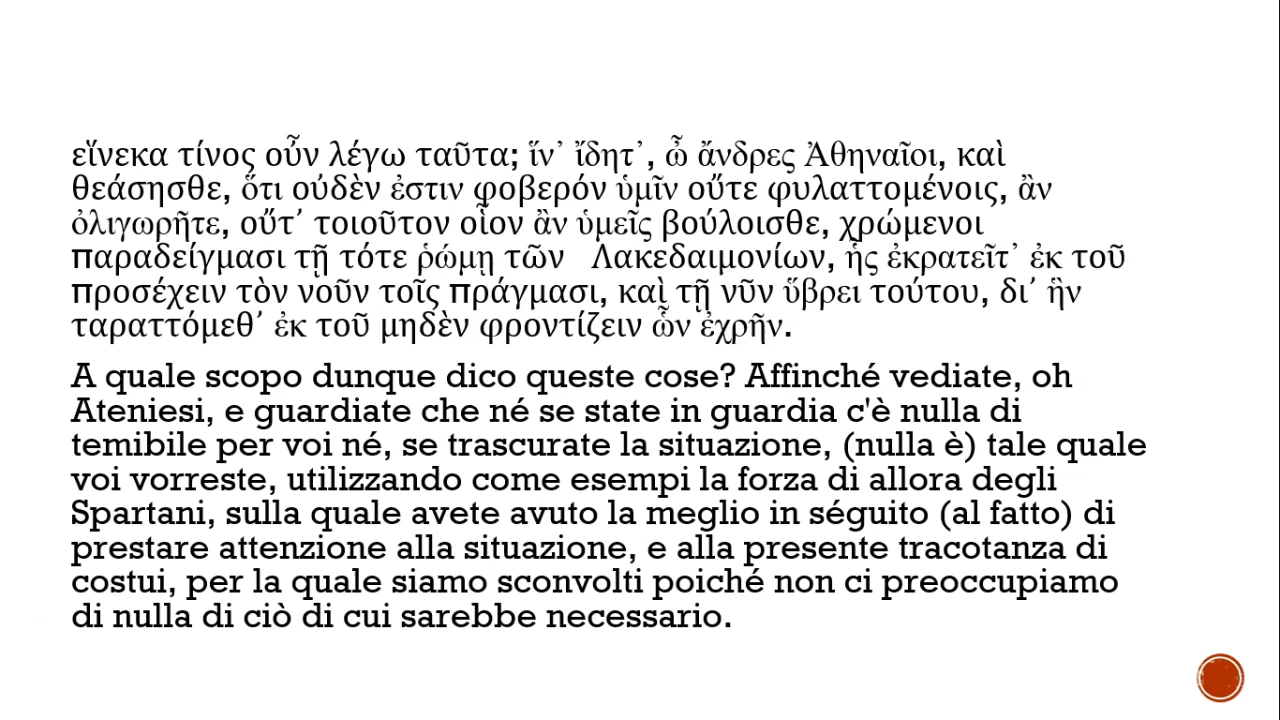 εἵνεκα τίνος οὖν λέγω ταῦτα; ἵν᾽ ἴδητ᾽, ὦ ἄνδρες Ἀθηναῖοι, καὶ
θεάσησθε, ὅτι οὐδὲν ἐστιν φοβερόν ὑμῖν οὔτε φυλαττομένοις, ἂν
ὀλιγωρῆτε, οὔτ᾽ τοιοῦτον οἷον ἂν ὑμεῖς βούλοισθε, χρώμενοι
παραδείγμασι τῇ τότε ῥώμῃ τῶν Λακεδαιμονίων, ἧς ἐκρατεῖτ᾽ ἐκ τοῦ
προσέχειν τὸν νοῦν τοῖς πράγμασι, καὶ τῇ νῦν ὕβρει τούτου, δι᾽ ἣν
ταραττόμεθ᾽ ἐκ τοῦ μηδὲν φροντίζειν ὧν ἐχρῆν.
A quale scopo dunque dico queste cose? Affinché vediate, oh
Ateniesi, e guardiate che né se state in guardia c'è nulla di
temibile per voi né, se trascurate la situazione, (nulla è) tale quale
voi vorreste, utilizzando come esempi la forza di allora degli
Spartani, sulla quale avete avuto la meglio in séguito (al fatto) di
prestare attenzione alla situazione, e alla presente tracotanza di
costui, per la quale siamo sconvolti poiché non ci preoccupiamo
di nulla di ciò di cui sarebbe necessario.